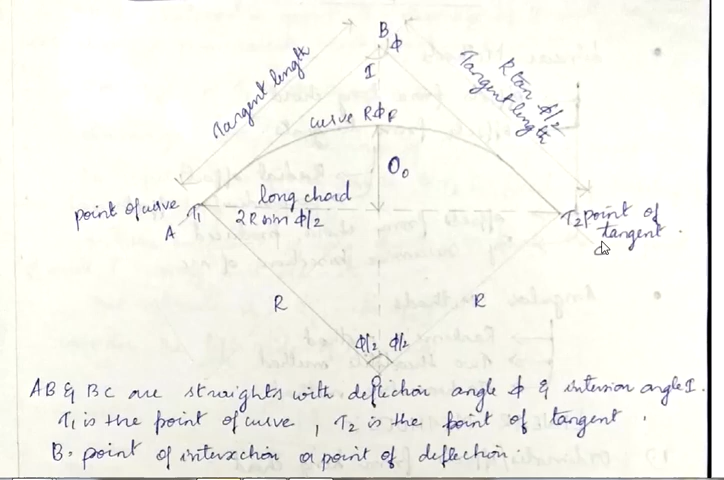 B
ϕ
I
Tangent length
R tan ϕ/2
Tangent length
curve RϕR
O₀
point of curve T₁
long chord
2R sin ϕ/2
A
T₂ point of
tangent.
R
R
ϕ/2 ϕ/2
O
AB & BC are straights with deflection angle ϕ & intersion angle I.
T₁ is the point of curve, T₂ is the point of tangent.
B = point of intersection or point of deflection.